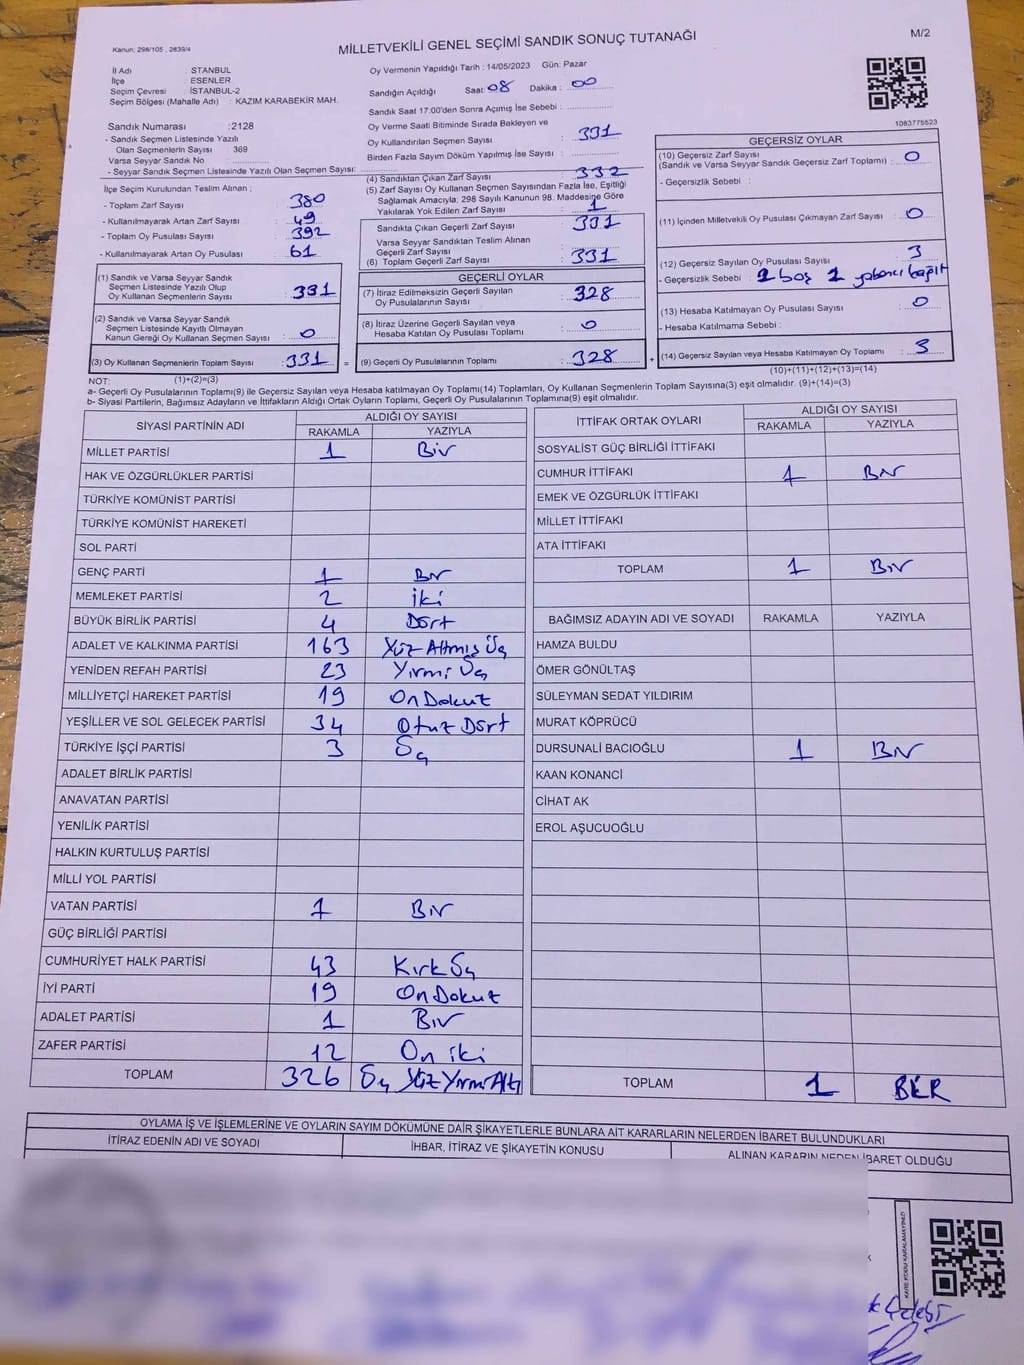 Kanun, 298/105 , 2839/4
MİLLETVEKİLİ GENEL SEÇİMİ SANDIK SONUÇ TUTANAĞI
M/2
İl Adı : STANBUL
İlçe : ESENLER
Seçim Çevresi : İSTANBUL-2
Seçim Bölgesi (Mahalle Adı) : KAZIM KARABEKİR MAH.
Sandık Numarası : 2128
- Sandık Seçmen Listesinde Yazılı
Olan Seçmenlerin Sayısı 369
Varsa Seyyar Sandık No
- Seyyar Sandık Seçmen Listesinde Yazılı Olan Seçmen Sayısı:
İlçe Seçim Kurulundan Teslim Alınan ;
- Toplam Zarf Sayısı : 380
- Kullanılmayarak Artan Zarf Sayısı : 49
- Toplam Oy Pusulası Sayısı : 392
- Kullanılmayarak Artan Oy Pusulası : 61
(1) Sandık ve Varsa Seyyar Sandık
Seçmen Listesinde Yazılı Olup
Oy Kullanan Seçmenlerin Sayısı : 331
(2) Sandık ve Varsa Seyyar Sandık
Seçmen Listesinde Kayıtlı Olmayan
Kanun Gereği Oy Kullanan Seçmen Sayısı : 0
(3) Oy Kullanan Seçmenlerin Toplam Sayısı : 331 =
(1)+(2)=(3)
Oy Vermenin Yapıldığı Tarih : 14/05/2023 Gün: Pazar
Sandığın Açıldığı Saat: 08 Dakika : 00
Sandık Saat 17:00'den Sonra Açımış İse Sebebi :
Oy Verme Saati Bitiminde Sırada Bekleyen ve
Oy Kullandırılan Seçmen Sayısı : 331
Birden Fazla Sayım Döküm Yapılmış İse Sayısı :
(4) Sandıktan Çıkan Zarf Sayısı : 332
(5) Zarf Sayısı Oy Kullanan Seçmen Sayısından Fazla İse, Eşitliği
Sağlamak Amacıyla; 298 Sayılı Kanunun 98. Maddesine Göre
Yakılarak Yok Edilen Zarf Sayısı : 1
Sandıkta Çıkan Geçerli Zarf Sayısı : 331
Varsa Seyyar Sandıktan Teslim Alınan
Geçerli Zarf Sayısı
(6) Toplam Geçerli Zarf Sayısı : 331
GEÇERLİ OYLAR
(7) İtiraz Edilmeksizin Geçerli Sayılan
Oy Pusulalarının Sayısı : 328
(8) İtiraz Üzerine Geçerli Sayılan veya
Hesaba Katılan Oy Pusulası Toplamı : 0
(9) Geçerli Oy Pusulalarının Toplamı : 328 +
1083775523
GEÇERSİZ OYLAR
(10) Geçersiz Zarf Sayısı
(Sandık ve Varsa Seyyar Sandık Geçersiz Zarf Toplamı) : 0
- Geçersizlik Sebebi :
(11) İçinden Milletvekili Oy Pusulası Çıkmayan Zarf Sayısı : 0
(12) Geçersiz Sayılan Oy Pusulası Sayısı : 3
- Geçersizlik Sebebi : 2 boş 1 yabancı
(13) Hesaba Katılmayan Oy Pusulası Sayısı : 0
- Hesaba Katılmama Sebebi :
(14) Geçersiz Sayılan veya Hesaba Katılmayan Oy Toplamı : 3
(10)+(11)+(12)+(13)=(14)
NOT:
a- Geçerli Oy Pusulalarının Toplamı(9) ile Geçersiz Sayılan veya Hesaba katılmayan Oy Toplamı(14) Toplamları, Oy Kullanan Seçmenlerin Toplam Sayısına(3) eşit olmalıdır. (9)+(14)=(3)
b- Siyasi Partilerin, Bağımsız Adayların ve İttifakların Aldığı Ortak Oyların Toplamı, Geçerli Oy Pusulalarının Toplamına(9) eşit olmalıdır.
SİYASİ PARTİNİN ADI ALDIĞI OY SAYISI
RAKAMLA YAZIYLA
MİLLET PARTİSİ 1 Bir
HAK VE ÖZGÜRLÜKLER PARTİSİ
TÜRKİYE KOMÜNİST PARTİSİ
TÜRKİYE KOMÜNİST HAREKETİ
SOL PARTİ
GENÇ PARTİ 1 Bir
MEMLEKET PARTİSİ 2 iki
BÜYÜK BİRLİK PARTİSİ 4 Dört
ADALET VE KALKINMA PARTİSİ 163 Yüz Altmış Üç
YENİDEN REFAH PARTİSİ 23 Yirmi Üç
MİLLİYETÇİ HAREKET PARTİSİ 19 On Dokuz
YEŞİLLER VE SOL GELECEK PARTİSİ 34 Otuz Dört
TÜRKİYE İŞÇİ PARTİSİ 3 Üç
ADALET BİRLİK PARTİSİ
ANAVATAN PARTİSİ
YENİLİK PARTİSİ
HALKIN KURTULUŞ PARTİSİ
MİLLİ YOL PARTİSİ
VATAN PARTİSİ 1 Bir
GÜÇ BİRLİĞİ PARTİSİ
CUMHURİYET HALK PARTİSİ 43 Kırk Üç
İYİ PARTİ 19 On Dokuz
ADALET PARTİSİ 1 Bir
ZAFER PARTİSİ 12 On iki
TOPLAM 326 Üç Yüz Yirmi Altı
İTTİFAK ORTAK OYLARI ALDIĞI OY SAYISI
RAKAMLA YAZIYLA
SOSYALİST GÜÇ BİRLİĞİ İTTİFAKI
CUMHUR İTTİFAKI 1 Bir
EMEK VE ÖZGÜRLÜK İTTİFAKI
MİLLET İTTİFAKI
ATA İTTİFAKI
TOPLAM 1 Bir
BAĞIMSIZ ADAYIN ADI VE SOYADI RAKAMLA YAZIYLA
HAMZA BULDU
ÖMER GÖNÜLTAŞ
SÜLEYMAN SEDAT YILDIRIM
MURAT KÖPRÜCÜ
DURSUNALİ BACIOĞLU 1 Bir
KAAN KONANCİ
CİHAT AK
EROL AŞUCUOĞLU
TOPLAM 1 BİR
OYLAMA İŞ VE İŞLEMLERİNE VE OYLARIN SAYIM DÖKÜMÜNE DAİR ŞİKAYETLERLE BUNLARA AİT KARARLARIN NELERDEN İBARET BULUNDUKLARI
İTİRAZ EDENİN ADI VE SOYADI İHBAR, İTİRAZ VE ŞİKAYETİN KONUSU ALINAN KARARIN NEDEN İBARET OLDUĞU
KARE KODU KARALAMAYINIZ!